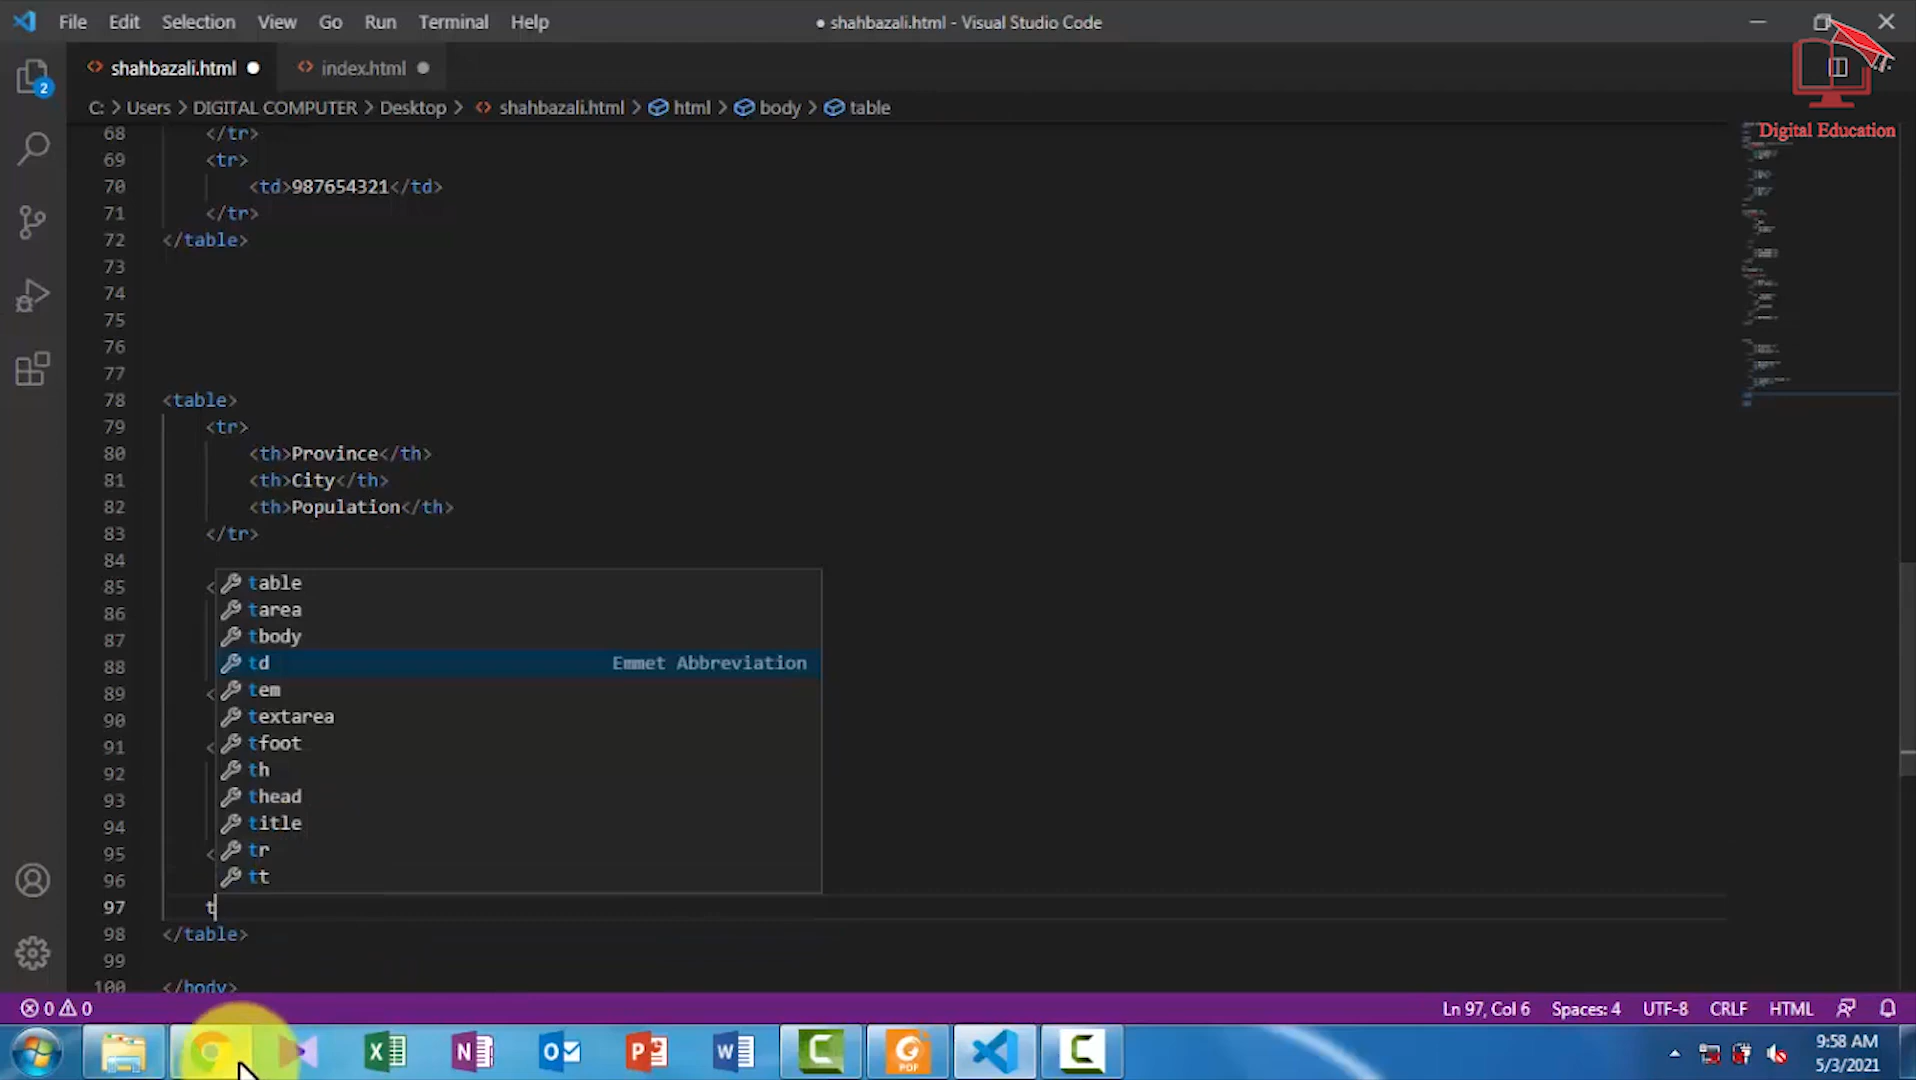 File Edit Selection View Go Run Terminal Help
● shahbazali.html - Visual Studio Code
shahbazali.html
index.html
Digital Education
C: > Users > DIGITAL COMPUTER > Desktop > shahbazali.html > html > body > table
68 </tr>
69 <tr>
70 <td>987654321</td>
71 </tr>
72 </table>
73
74
75
76
77
78 <table>
79 <tr>
80 <th>Province</th>
81 <th>City</th>
82 <th>Population</th>
83 </tr>
84
table
85 <
tarea
86
tbody
87
td Emmet Abbreviation
88
tem
89 <
textarea
90
tfoot
91 <
th
92
thead
93
title
94
tr
95 <
tt
96
97 t
98 </table>
99
100 </body>
2
0 0
Ln 97, Col 6 Spaces: 4 UTF-8 CRLF HTML
9:58 AM
5/3/2021